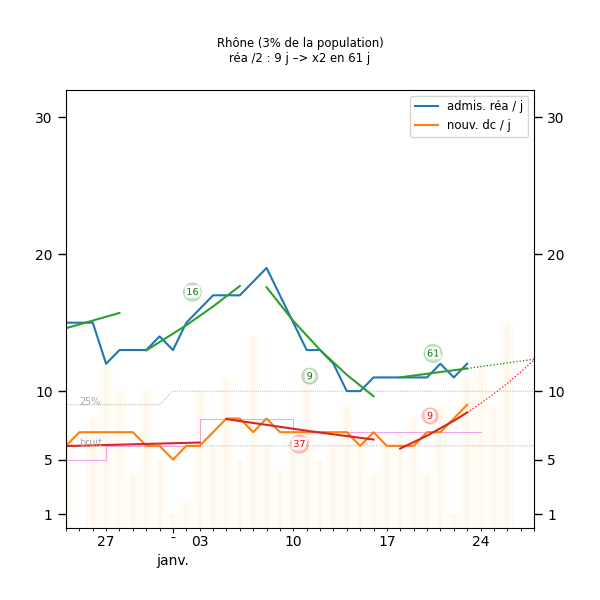 Rhône (3% de la population)
réa /2 : 9 j –> x2 en 61 j
admis. réa / j
nouv. dc / j
30 30
20 20
16
61
9
10 10
25%
9
bruit
37
5 5
1 1
27 - 03 10 17 24
janv.